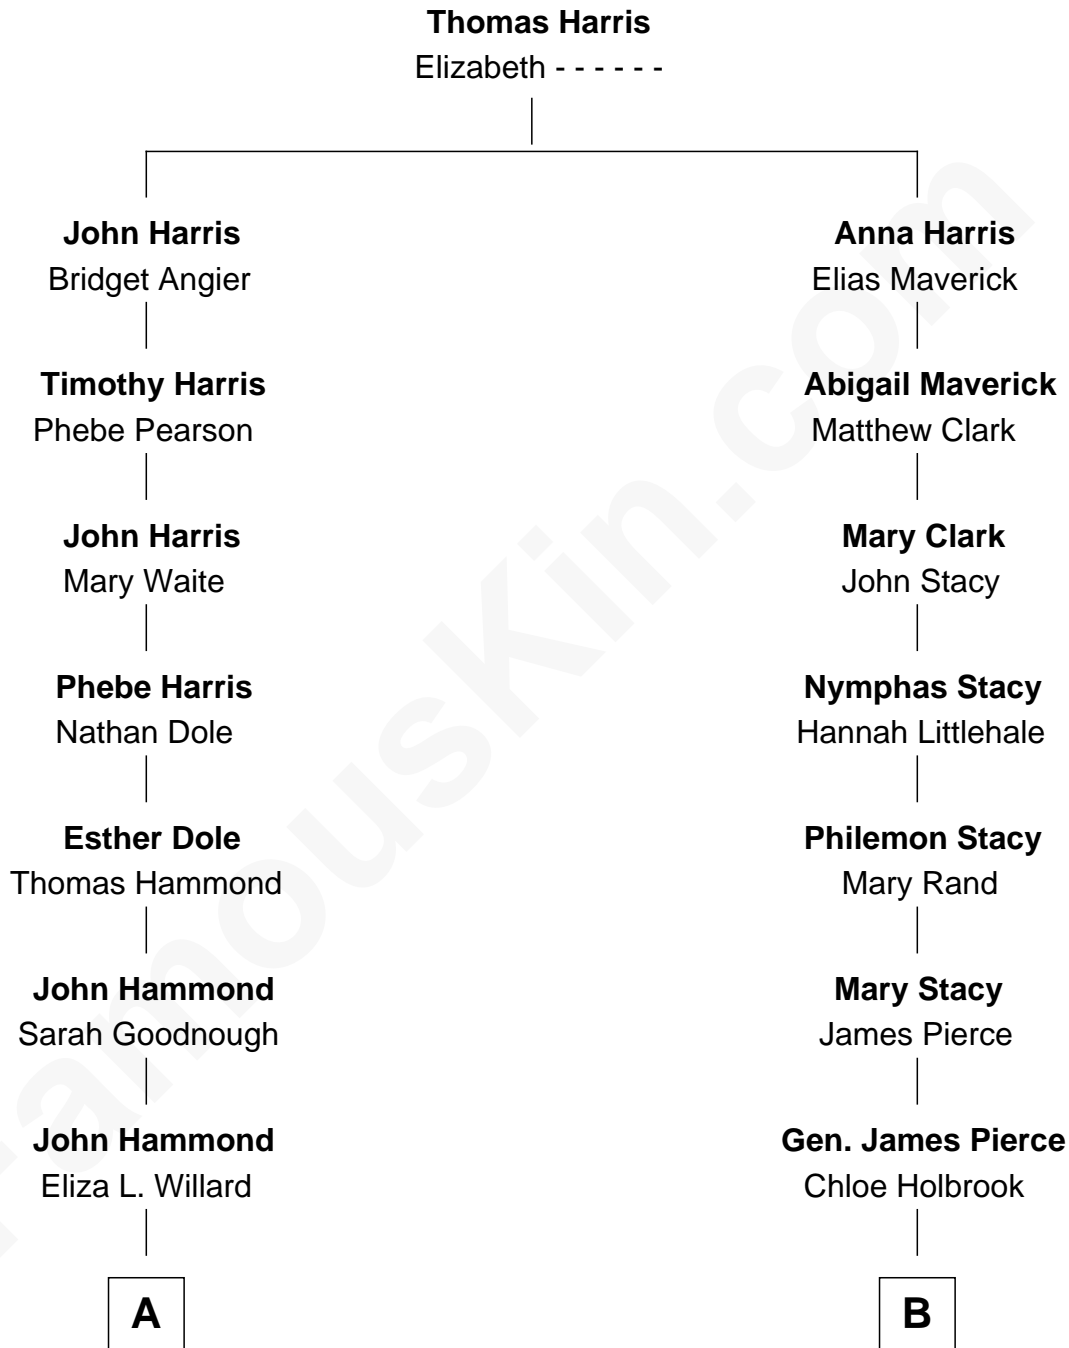 Thomas Harris
Elizabeth - - - - - -
John Harris
Bridget Angier
Anna Harris
Elias Maverick
Timothy Harris
Phebe Pearson
Abigail Maverick
Matthew Clark
John Harris
Mary Waite
Mary Clark
John Stacy
Phebe Harris
Nathan Dole
Nymphas Stacy
Hannah Littlehale
Esther Dole
Thomas Hammond
Philemon Stacy
Mary Rand
John Hammond
Sarah Goodnough
Mary Stacy
James Pierce
John Hammond
Eliza L. Willard
Gen. James Pierce
Chloe Holbrook
A
B
FamousKin.com